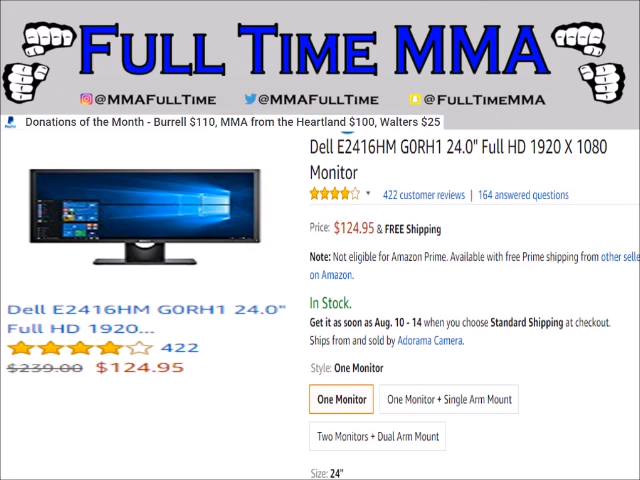 FULL TIME MMA
@MMAFULLTIME @MMAFULLTIME @FULLTIMEMMA
PayPal
Donations of the Month - Burrell $110, MMA from the Heartland $100, Walters $25
Dell E2416HM G0RH1 24.0" Full HD 1920 X 1080
Monitor
422 customer reviews | 164 answered questions
Price: $124.95 & FREE Shipping
Note: Not eligible for Amazon Prime. Available with free Prime shipping from other selle
on Amazon.
In Stock.
Get it as soon as Aug. 10 - 14 when you choose Standard Shipping at checkout.
Ships from and sold by Adorama Camera.
Style: One Monitor
One Monitor
One Monitor + Single Arm Mount
Two Monitors + Dual Arm Mount
Size: 24"
Dell E2416HM G0RH1 24.0"
Full HD 1920...
422
$239.00 $124.95